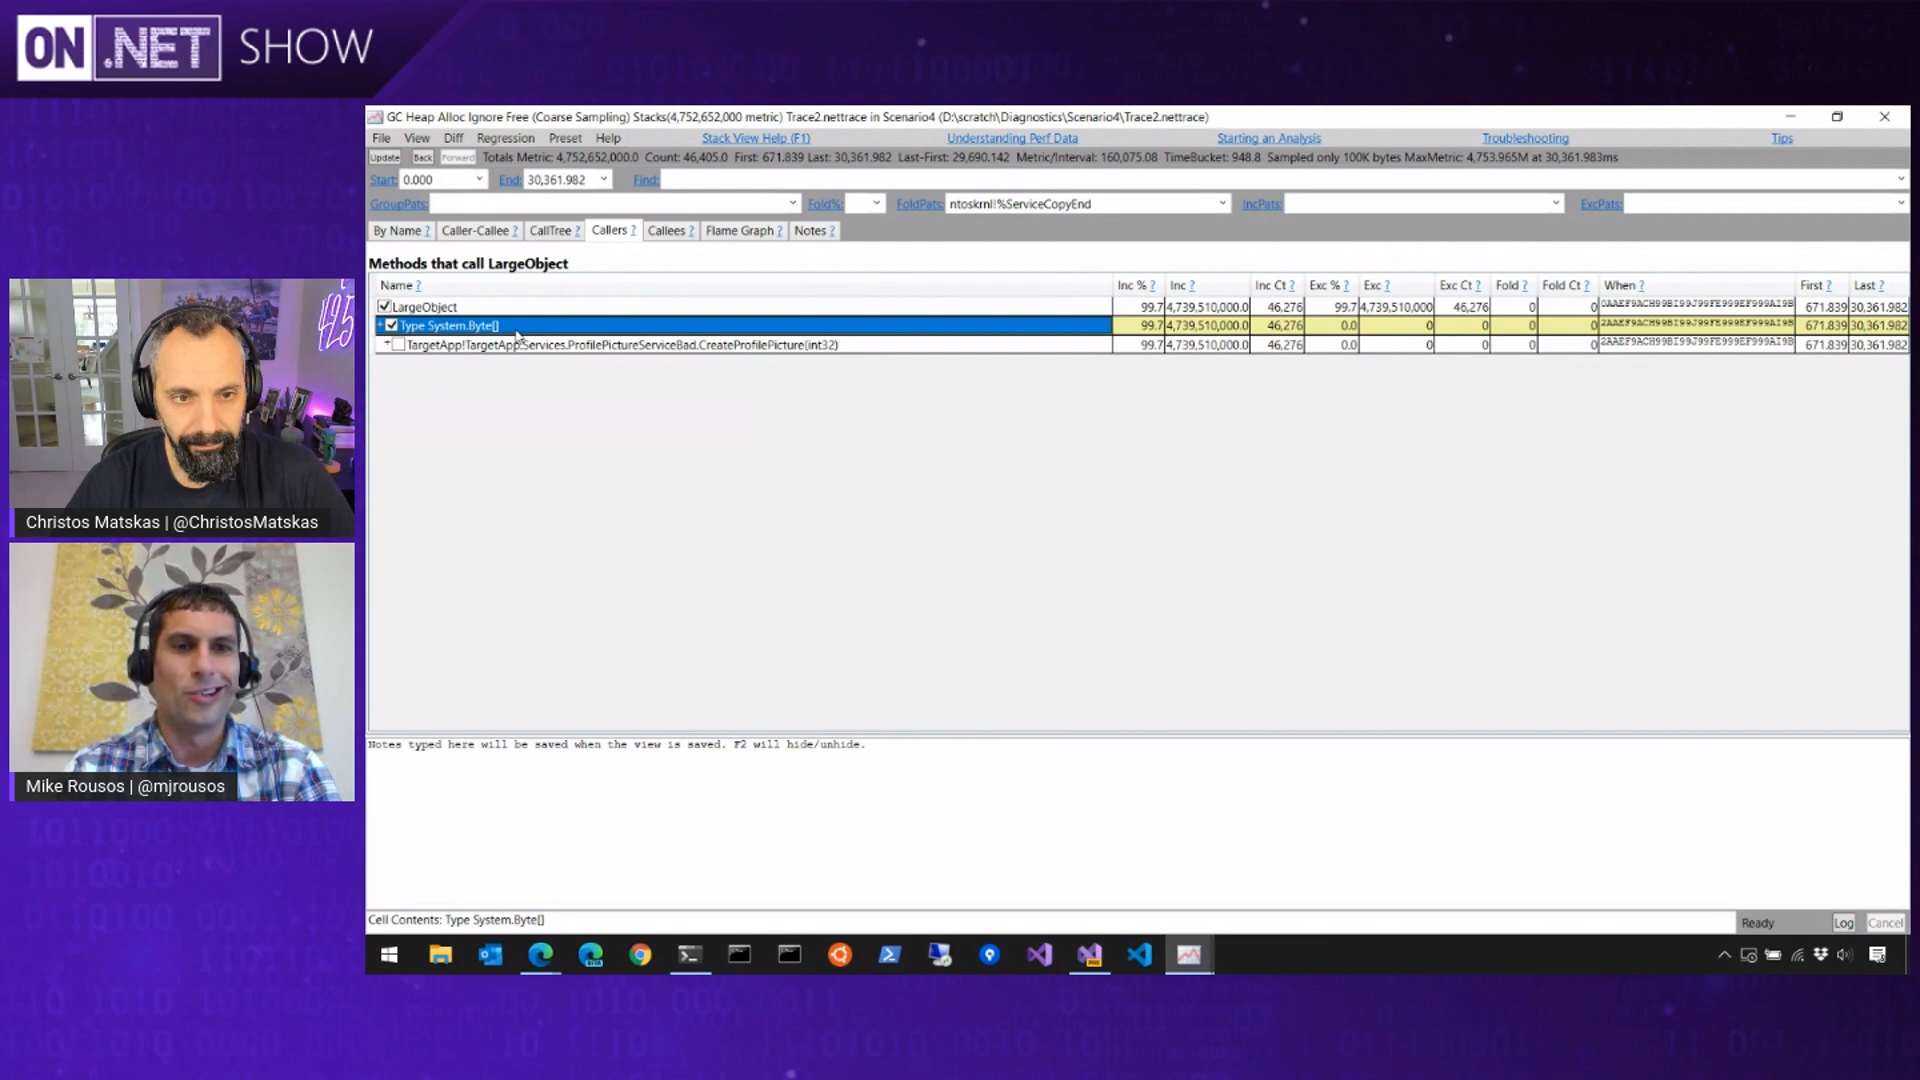 ON .NET SHOW
GC Heap Alloc Ignore Free (Coarse Sampling) Stacks(4,752,652,000 metric) Trace2.nettrace in Scenario4 (D:\scratch\Diagnostics\Scenario4\Trace2.nettrace)
File View Diff Regression Preset Help Stack View Help (F1) Understanding Perf Data Starting an Analysis Troubleshooting Tips
Update Back Forward Totals Metric: 4,752,652,000.0 Count: 46,405.0 First: 671.839 Last: 30,361.982 Last-First: 29,690.142 Metric/Interval: 160,075.08 TimeBucket: 948.8 Sampled only 100K bytes MaxMetric: 4,753.965M at 30,361.983ms
Start: 0.000 End: 30,361.982 Find:
GroupPats: Fold%: FoldPats: ntoskrnl!%ServiceCopyEnd IncPats: ExcPats:
By Name ? Caller-Callee ? CallTree ? Callers ? Callees ? Flame Graph ? Notes ?
Methods that call LargeObject
Name ? Inc % ? Inc ? Inc Ct ? Exc % ? Exc ? Exc Ct ? Fold ? Fold Ct ? When ? First ? Last ?
LargeObject 99.7 4,739,510,000.0 46,276 99.7 4,739,510,000 46,276 0 0 671.839 30,361.982
+ Type System.Byte[] 99.7 4,739,510,000.0 46,276 0.0 0 0 0 0 671.839 30,361.982
+ TargetApp!TargetApp.Services.ProfilePictureServiceBad.CreateProfilePicture(int32) 99.7 4,739,510,000.0 46,276 0.0 0 0 0 0 671.839 30,361.982
Christos Matskas | @ChristosMatskas
Mike Rousos | @mjrousos
Notes typed here will be saved when the view is saved. F2 will hide/unhide.
Cell Contents: Type System.Byte[] Ready Log Cancel